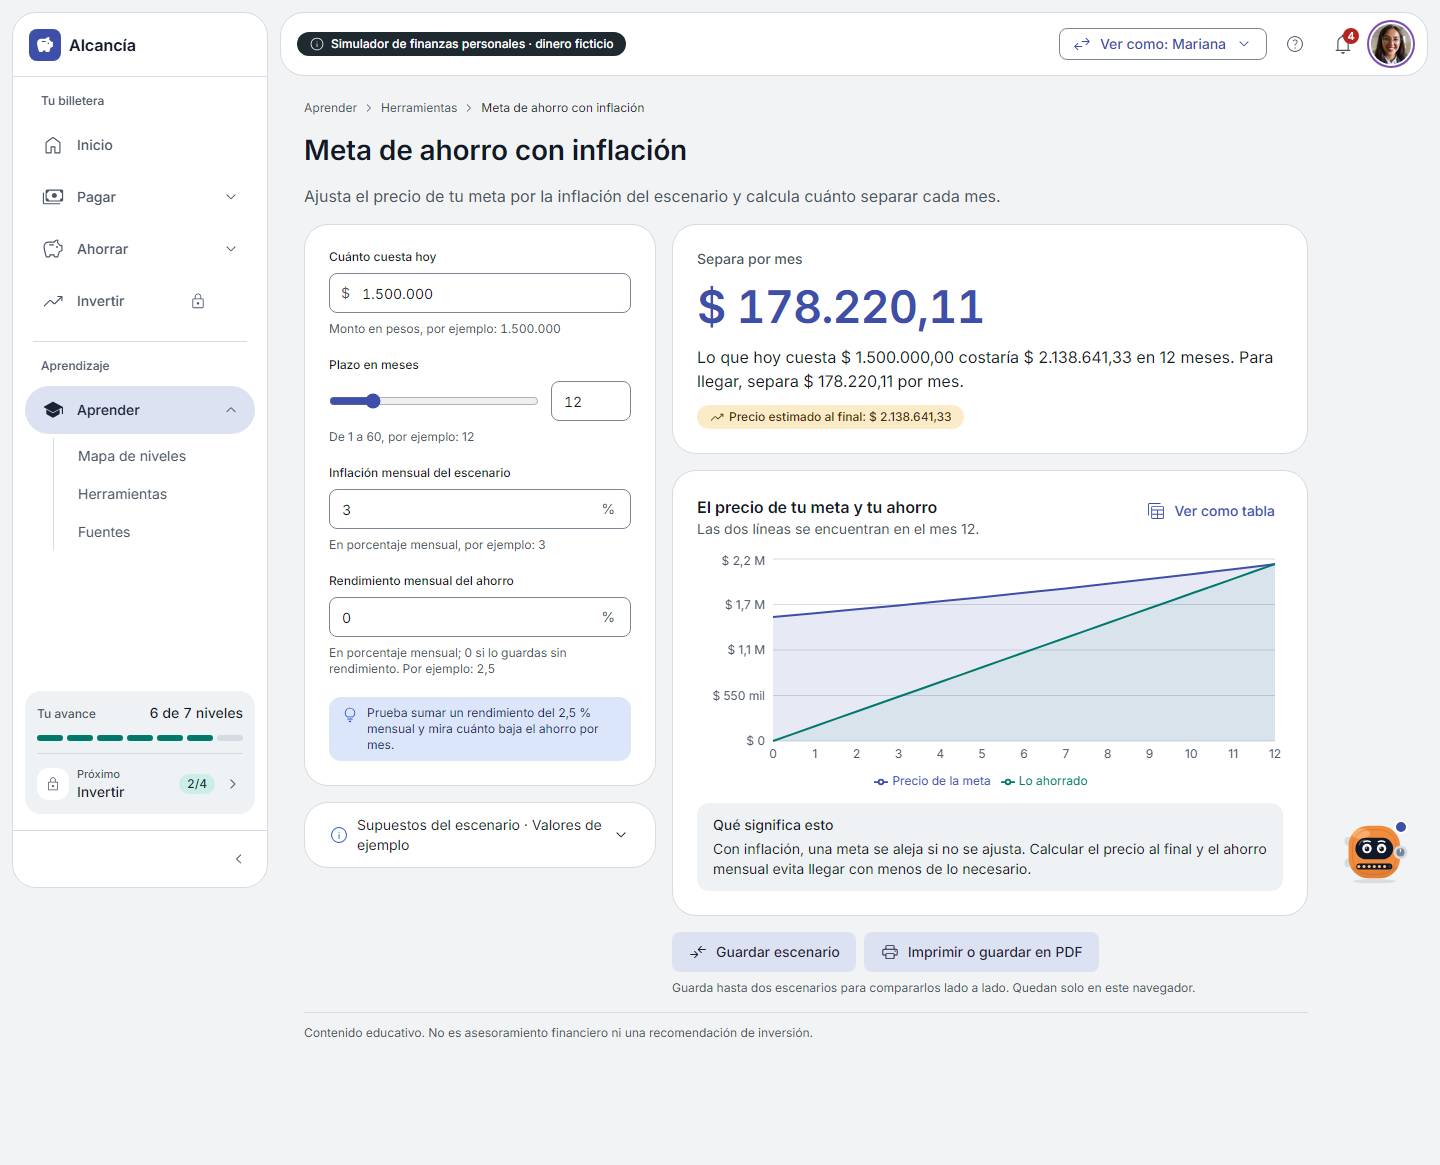 Alcancía
Tu billetera
Inicio
Pagar
Ahorrar
Invertir
Aprendizaje
Aprender
Mapa de niveles
Herramientas
Fuentes
Tu avance
6 de 7 niveles
Próximo
Invertir
2/4
Simulador de finanzas personales · dinero ficticio
Ver como: Mariana
4
Aprender > Herramientas > Meta de ahorro con inflación
Meta de ahorro con inflación
Ajusta el precio de tu meta por la inflación del escenario y calcula cuánto separar cada mes.
Cuánto cuesta hoy
$ 1.500.000
Monto en pesos, por ejemplo: 1.500.000
Plazo en meses
12
De 1 a 60, por ejemplo: 12
Inflación mensual del escenario
3 %
En porcentaje mensual, por ejemplo: 3
Rendimiento mensual del ahorro
0 %
En porcentaje mensual; 0 si lo guardas sin
rendimiento. Por ejemplo: 2,5
Prueba sumar un rendimiento del 2,5 %
mensual y mira cuánto baja el ahorro por
mes.
Supuestos del escenario · Valores de
ejemplo
Separa por mes
$ 178.220,11
Lo que hoy cuesta $ 1.500.000,00 costaría $ 2.138.641,33 en 12 meses. Para
llegar, separa $ 178.220,11 por mes.
Precio estimado al final: $ 2.138.641,33
El precio de tu meta y tu ahorro
Las dos líneas se encuentran en el mes 12.
Ver como tabla
$ 2,2 M
$ 1,7 M
$ 1,1 M
$ 550 mil
$ 0
0 1 2 3 4 5 6 7 8 9 10 11 12
Precio de la meta Lo ahorrado
Qué significa esto
Con inflación, una meta se aleja si no se ajusta. Calcular el precio al final y el ahorro
mensual evita llegar con menos de lo necesario.
Guardar escenario
Imprimir o guardar en PDF
Guarda hasta dos escenarios para compararlos lado a lado. Quedan solo en este navegador.
Contenido educativo. No es asesoramiento financiero ni una recomendación de inversión.